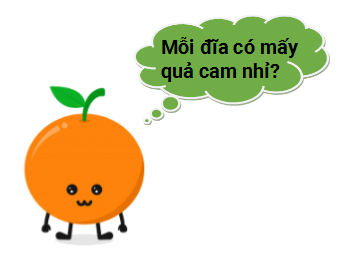 Mỗi đĩa có mấy
quả cam nhỉ?